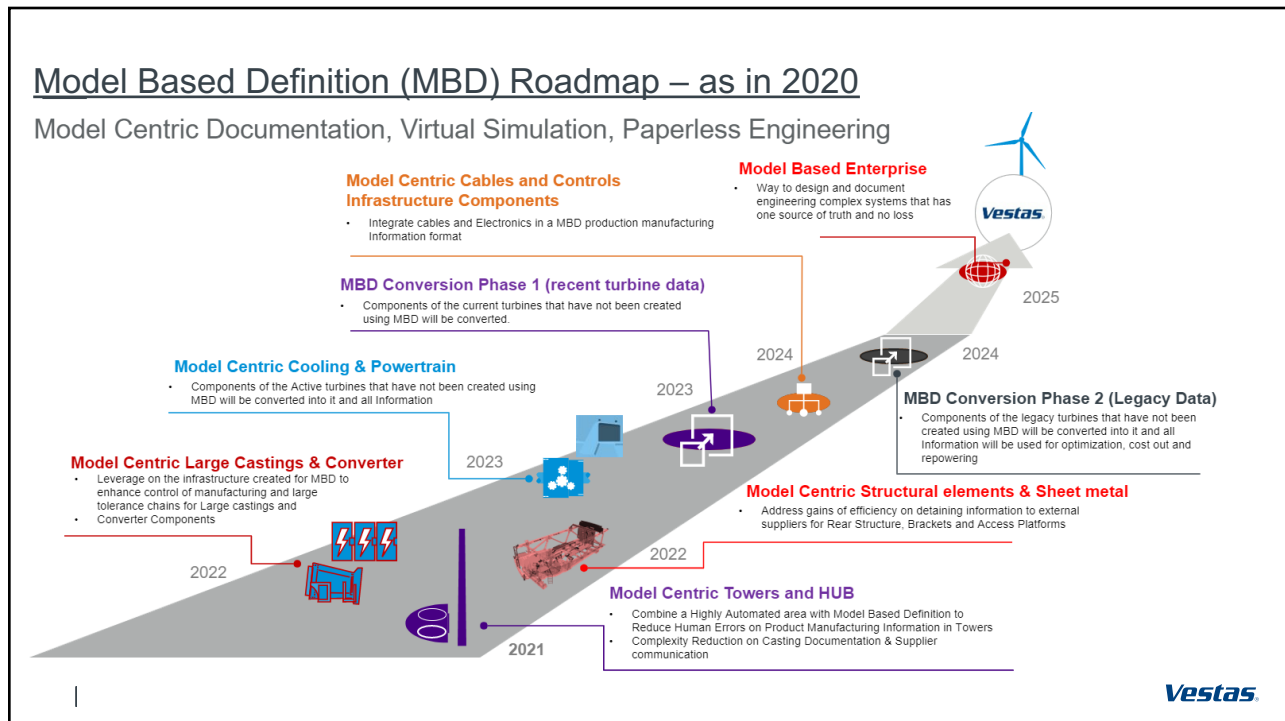 Model Based Definition (MBD) Roadmap – as in 2020
Model Centric Documentation, Virtual Simulation, Paperless Engineering
Model Based Enterprise
• Way to design and document
engineering complex systems that has
one source of truth and no loss
Vestas
2025
Model Centric Cables and Controls
Infrastructure Components
• Integrate cables and Electronics in a MBD production manufacturing
Information format
MBD Conversion Phase 1 (recent turbine data)
• Components of the current turbines that have not been created
using MBD will be converted.
2024
2024
Model Centric Cooling & Powertrain
• Components of the Active turbines that have not been created using
MBD will be converted into it and all Information
2023
MBD Conversion Phase 2 (Legacy Data)
• Components of the legacy turbines that have not been
created using MBD will be converted into it and all
Information will be used for optimization, cost out and
repowering
Model Centric Large Castings & Converter
• Leverage on the infrastructure created for MBD to
enhance control of manufacturing and large
tolerance chains for Large castings and
• Converter Components
2023
Model Centric Structural elements & Sheet metal
• Address gains of efficiency on detaining information to external
suppliers for Rear Structure, Brackets and Access Platforms
2022
2022
Model Centric Towers and HUB
• Combine a Highly Automated area with Model Based Definition to
Reduce Human Errors on Product Manufacturing Information in Towers
• Complexity Reduction on Casting Documentation & Supplier
communication
2021
Vestas